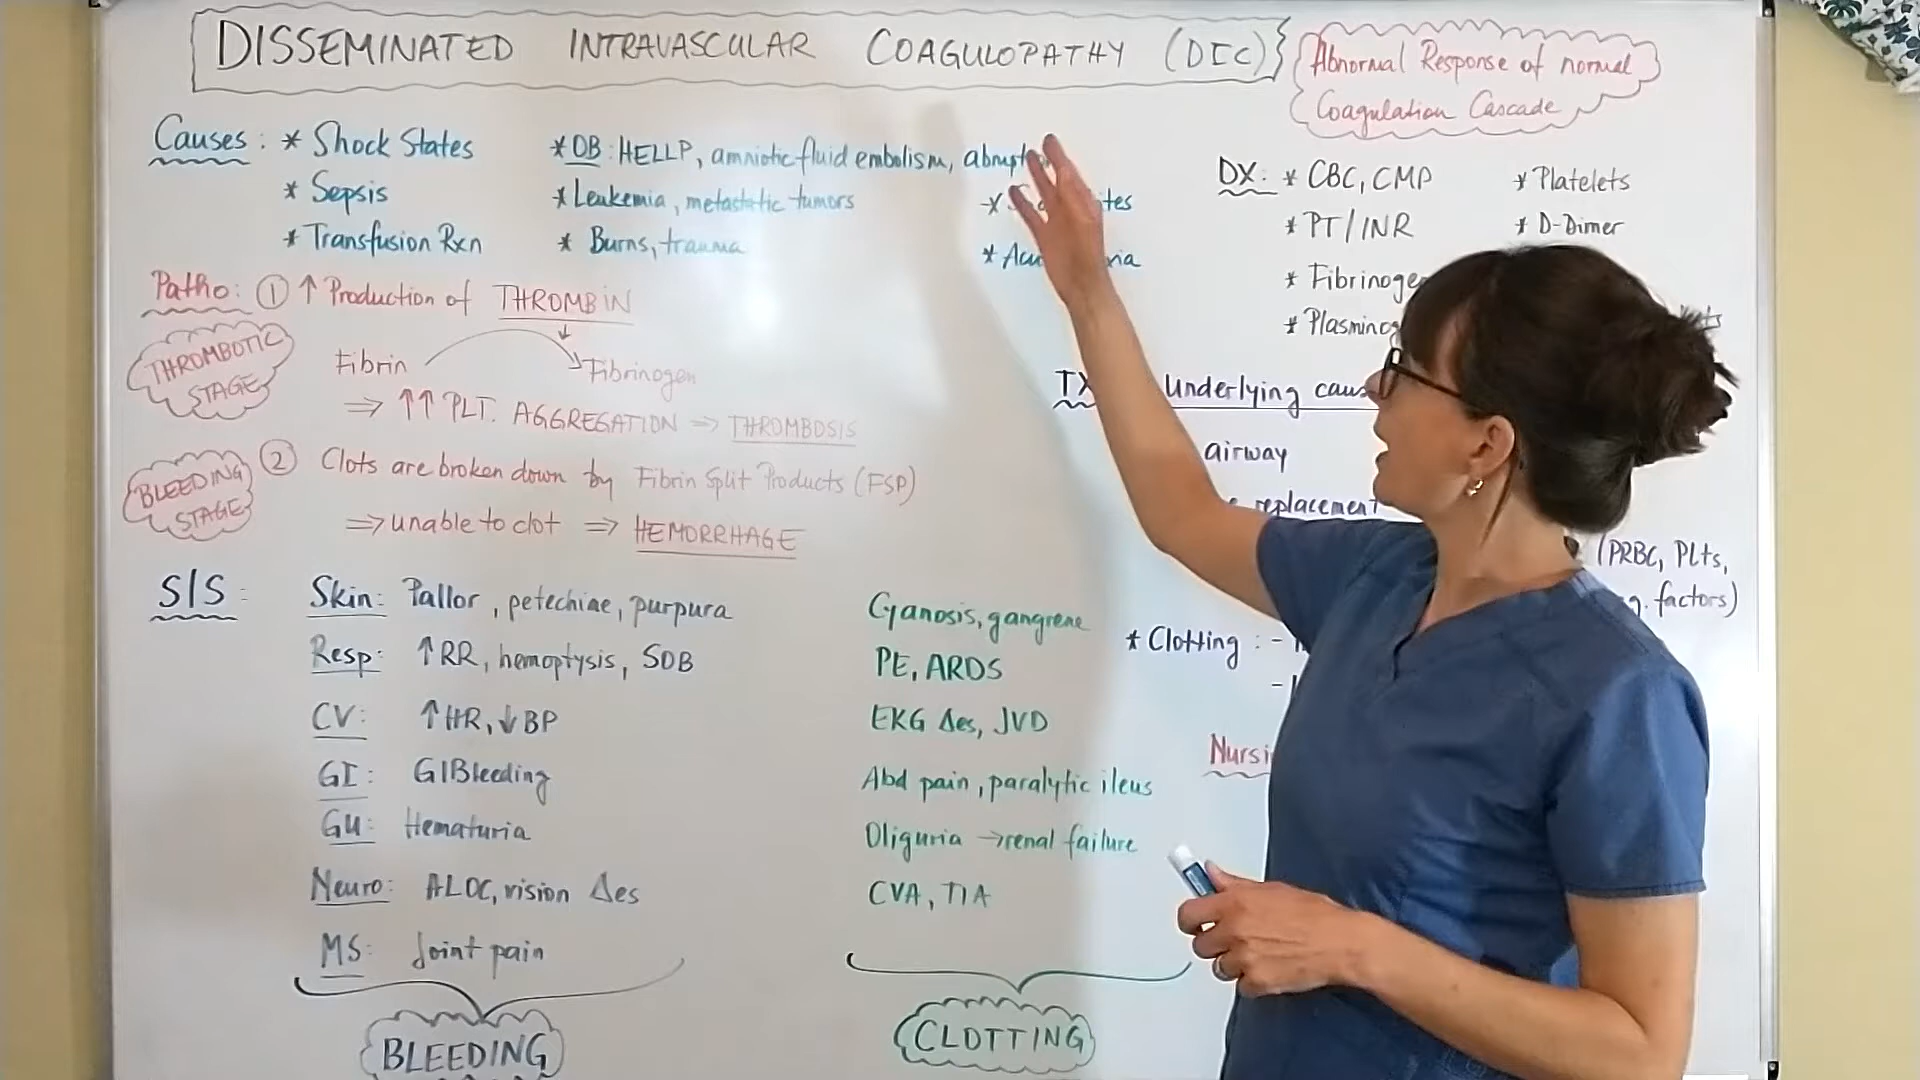 DISSEMINATED INTRAVASCULAR COAGULOPATHY (DIC)
Abnormal Response of normal
Coagulation Cascade
Causes: * Shock States
* Sepsis
* Transfusion Rxn
* OB: HELLP, amniotic fluid embolism,
* Leukemia, metastatic tumors
* Burns, trauma
DX: * CBC, CMP
* PT/INR
* Platelets
* D-Dimer
Patho: ① ↑ Production of THROMBIN
THROMBOTIC
STAGE
Fibrin → Fibrinogen
⇒ ↑↑ PLT. AGGREGATION ⇒ THROMBOSIS
BLEEDING
STAGE
② Clots are broken down by Fibrin Split Products (FSP)
⇒ unable to clot ⇒ HEMORRHAGE
TX Underlying
airway
replacement
(PRBC, PLts,
factors)
* Clotting: -
-
S/S:
Skin: Pallor, petechiae, purpura
Resp: ↑RR, hemoptysis, SOB
CV: ↑HR, ↓BP
GI: GI Bleeding
GU: Hematuria
Neuro: ALOC, vision Δes
MS: Joint pain
BLEEDING
Cyanosis, gangrene
PE, ARDS
EKG Δes, JVD
Abd pain, paralytic ileus
Oliguria → renal failure
CVA, TIA
CLOTTING